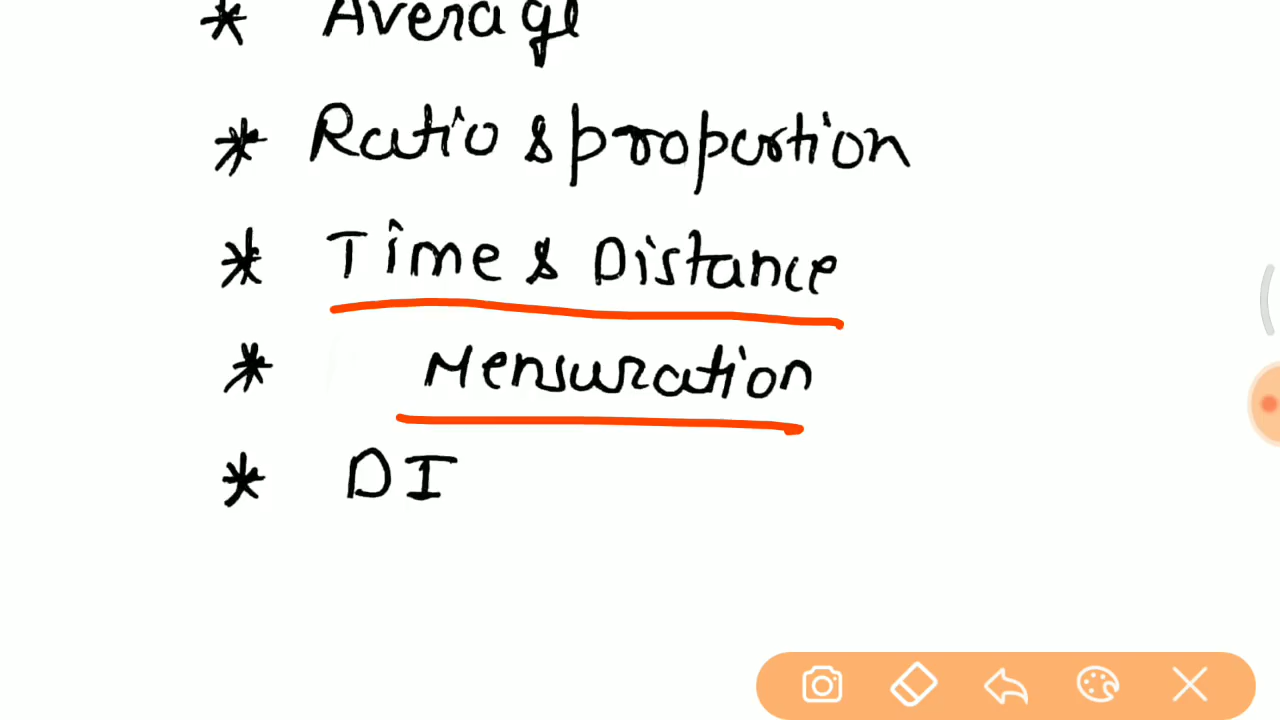 * Average
* Ratio & proportion
* Time & Distance
* Mensuration
* DI